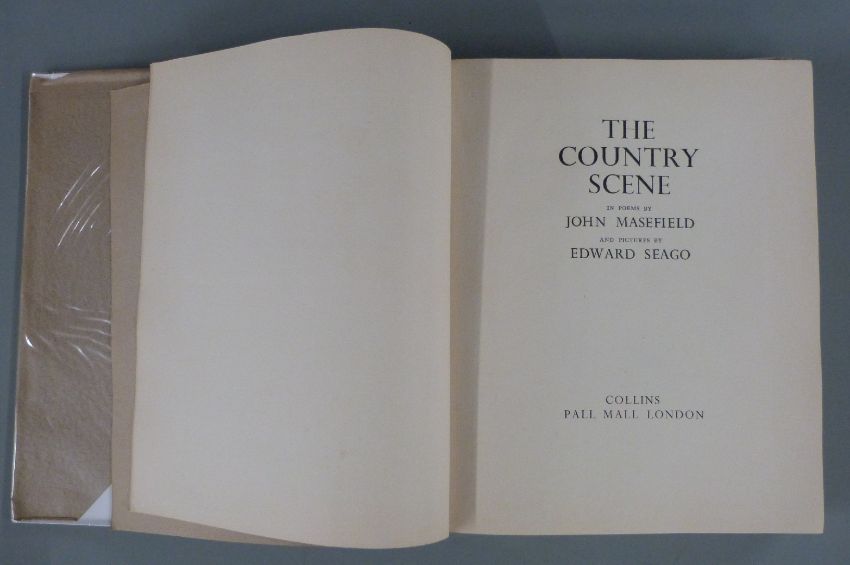 THE
COUNTRY
SCENE
IN POEMS BY
JOHN MASEFIELD
AND PICTURES BY
EDWARD SEAGO
COLLINS
PALL MALL LONDON